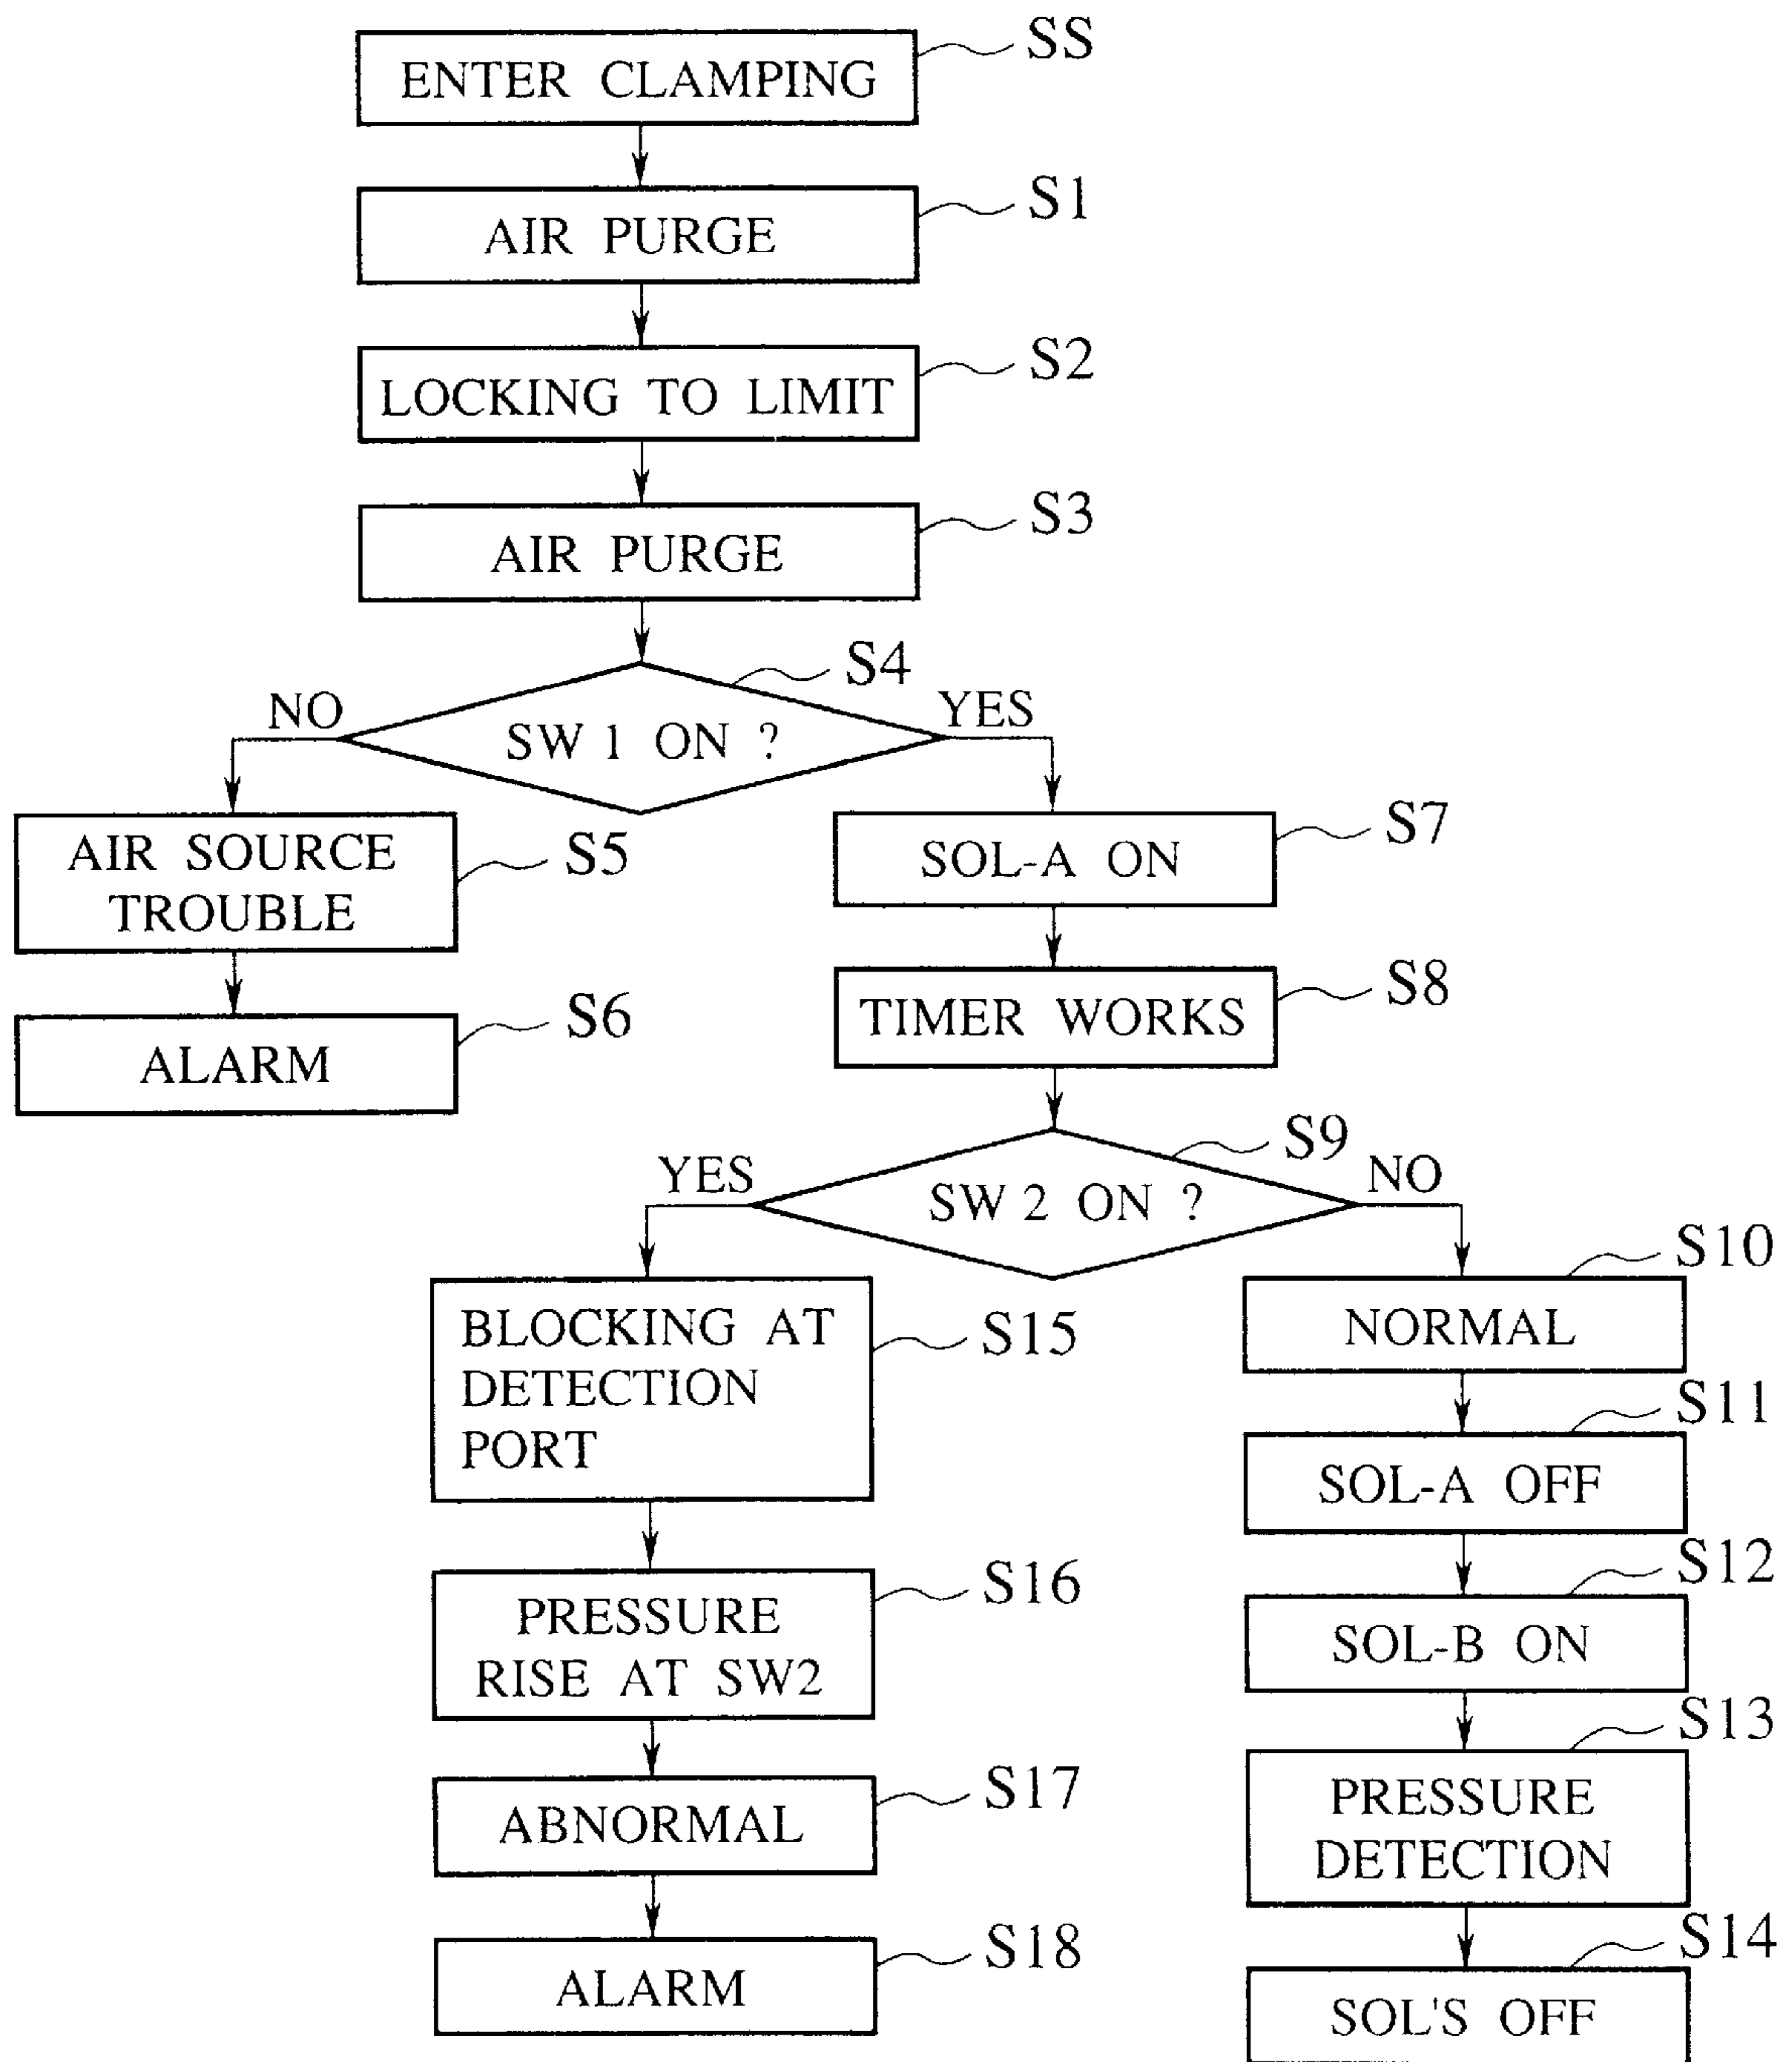 ENTER CLAMPING
SS
AIR PURGE
S1
LOCKING TO LIMIT
S2
AIR PURGE
S3
S4
NO
SW 1 ON ?
YES
AIR SOURCE
TROUBLE
S5
ALARM
S6
SOL-A ON
S7
TIMER WORKS
S8
S9
YES
SW 2 ON ?
NO
BLOCKING AT
DETECTION
PORT
S15
PRESSURE
RISE AT SW2
S16
ABNORMAL
S17
ALARM
S18
S10
NORMAL
S11
SOL-A OFF
S12
SOL-B ON
S13
PRESSURE
DETECTION
S14
SOL'S OFF